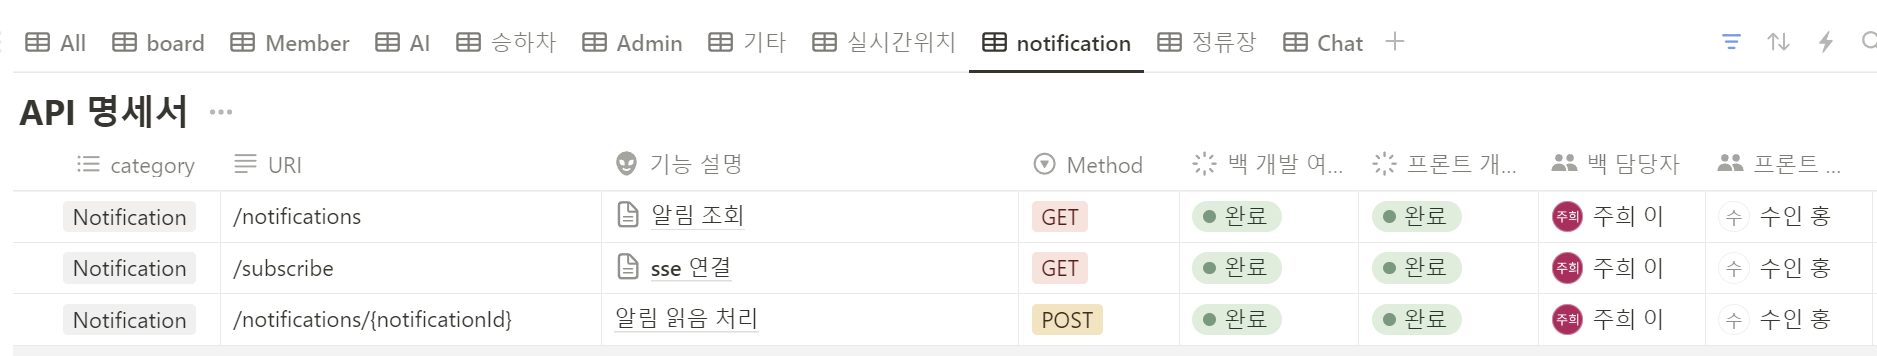 All board Member AI 승하차 Admin 기타 실시간위치 notification 정류장 Chat
API 명세서
category URI 기능 설명 Method 백 개발 여... 프론트 개... 백 담당자 프론트 ...
Notification /notifications 알림 조회 GET 완료 완료 주희 주희 이 수 수인 홍
Notification /subscribe sse 연결 GET 완료 완료 주희 주희 이 수 수인 홍
Notification /notifications/{notificationId} 알림 읽음 처리 POST 완료 완료 주희 주희 이 수 수인 홍